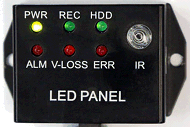 PWR REC HDD
ALM V-LOSS ERR IR
LED PANEL